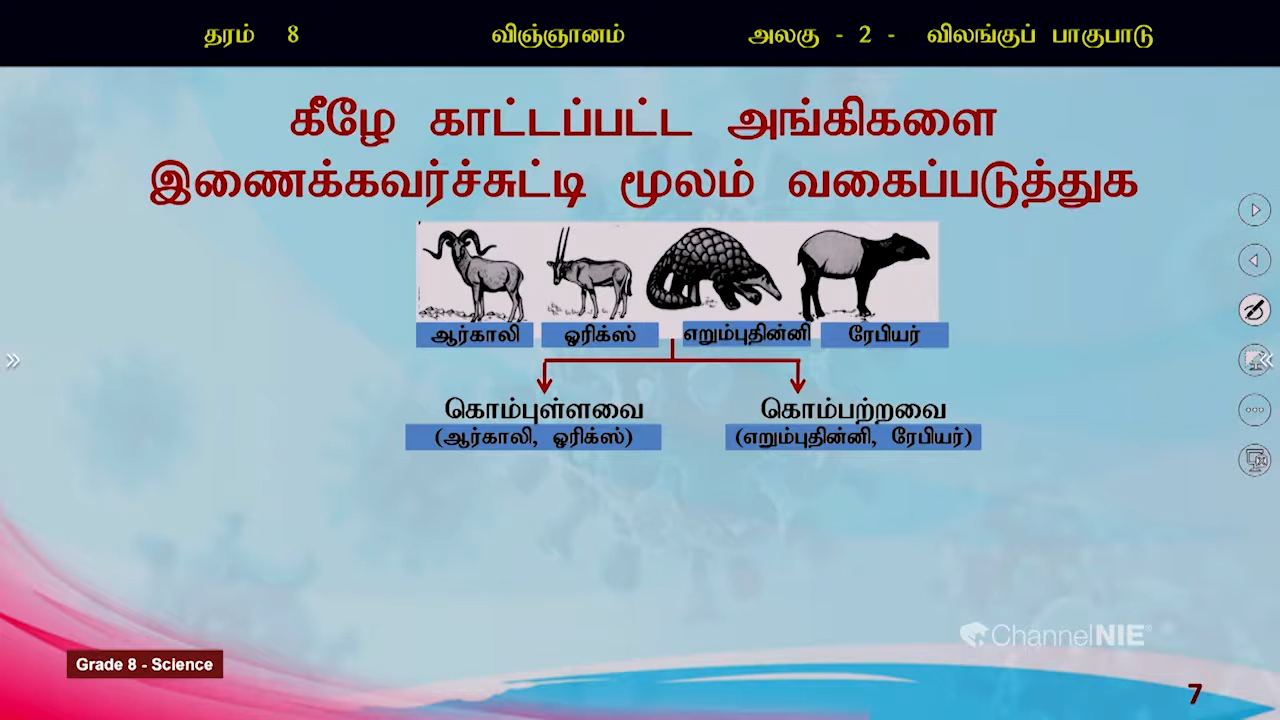 தரம் 8 விஞ்ஞானம் அலகு - 2 - விலங்குப் பாகுபாடு
கீழே காட்டப்பட்ட அங்கிகளை
இணைக்கவர்ச்சுட்டி மூலம் வகைப்படுத்துக
ஆர்காலி ஓரிக்ஸ் எறும்புதின்னி ரேபியர்
கொம்புள்ளவை கொம்பற்றவை
(ஆர்காலி, ஓரிக்ஸ்) (எறும்புதின்னி, ரேபியர்)
ChannelNIE
Grade 8 - Science
7